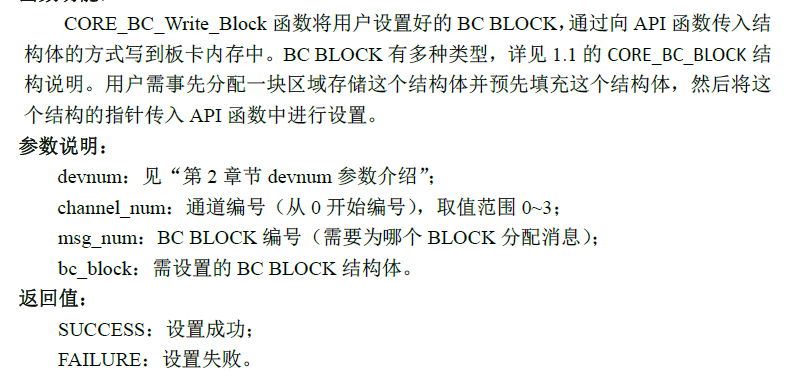 CORE_BC_Write_Block 函数将用户设置好的 BC BLOCK，通过向 API 函数传入结
构体的方式写到板卡内存中。BC BLOCK 有多种类型，详见 1.1 的 CORE_BC_BLOCK 结
构说明。用户需事先分配一块区域存储这个结构体并预先填充这个结构体，然后将这
个结构的指针传入 API 函数中进行设置。
参数说明：
devnum：见“第 2 章节 devnum 参数介绍”；
channel_num：通道编号（从 0 开始编号），取值范围 0~3；
msg_num：BC BLOCK 编号（需要为哪个 BLOCK 分配消息）；
bc_block：需设置的 BC BLOCK 结构体。
返回值：
SUCCESS：设置成功；
FAILURE：设置失败。